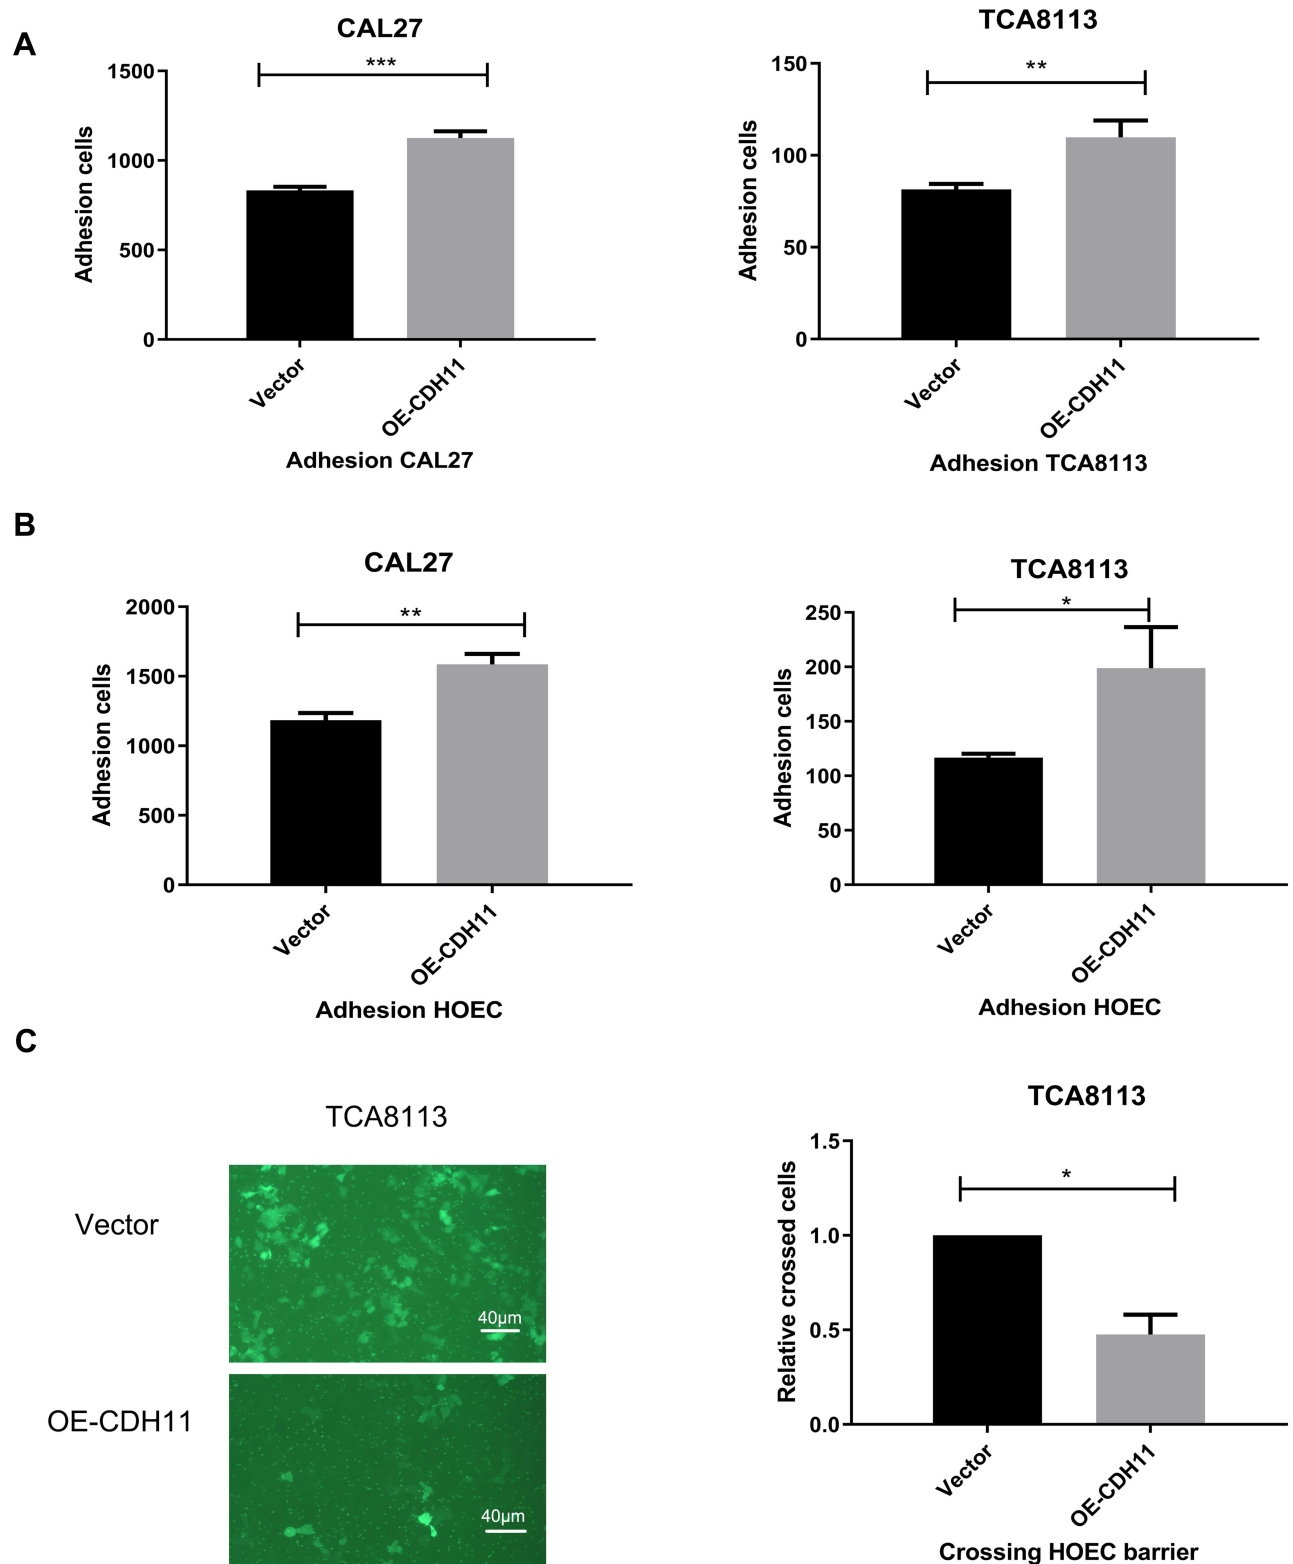 A
CAL27
***
1500
1000
500
0
Adhesion cells
Vector
OE-CDH11
Adhesion CAL27
TCA8113
**
150
100
50
0
Adhesion cells
Vector
OE-CDH11
Adhesion TCA8113
B
CAL27
**
2000
1500
1000
500
0
Adhesion cells
Vector
OE-CDH11
Adhesion HOEC
TCA8113
*
250
200
150
100
50
0
Adhesion cells
Vector
OE-CDH11
Adhesion HOEC
C
TCA8113
Vector
40μm
OE-CDH11
40μm
TCA8113
*
1.5
1.0
0.5
0.0
Relative crossed cells
Vector
OE-CDH11
Crossing HOEC barrier